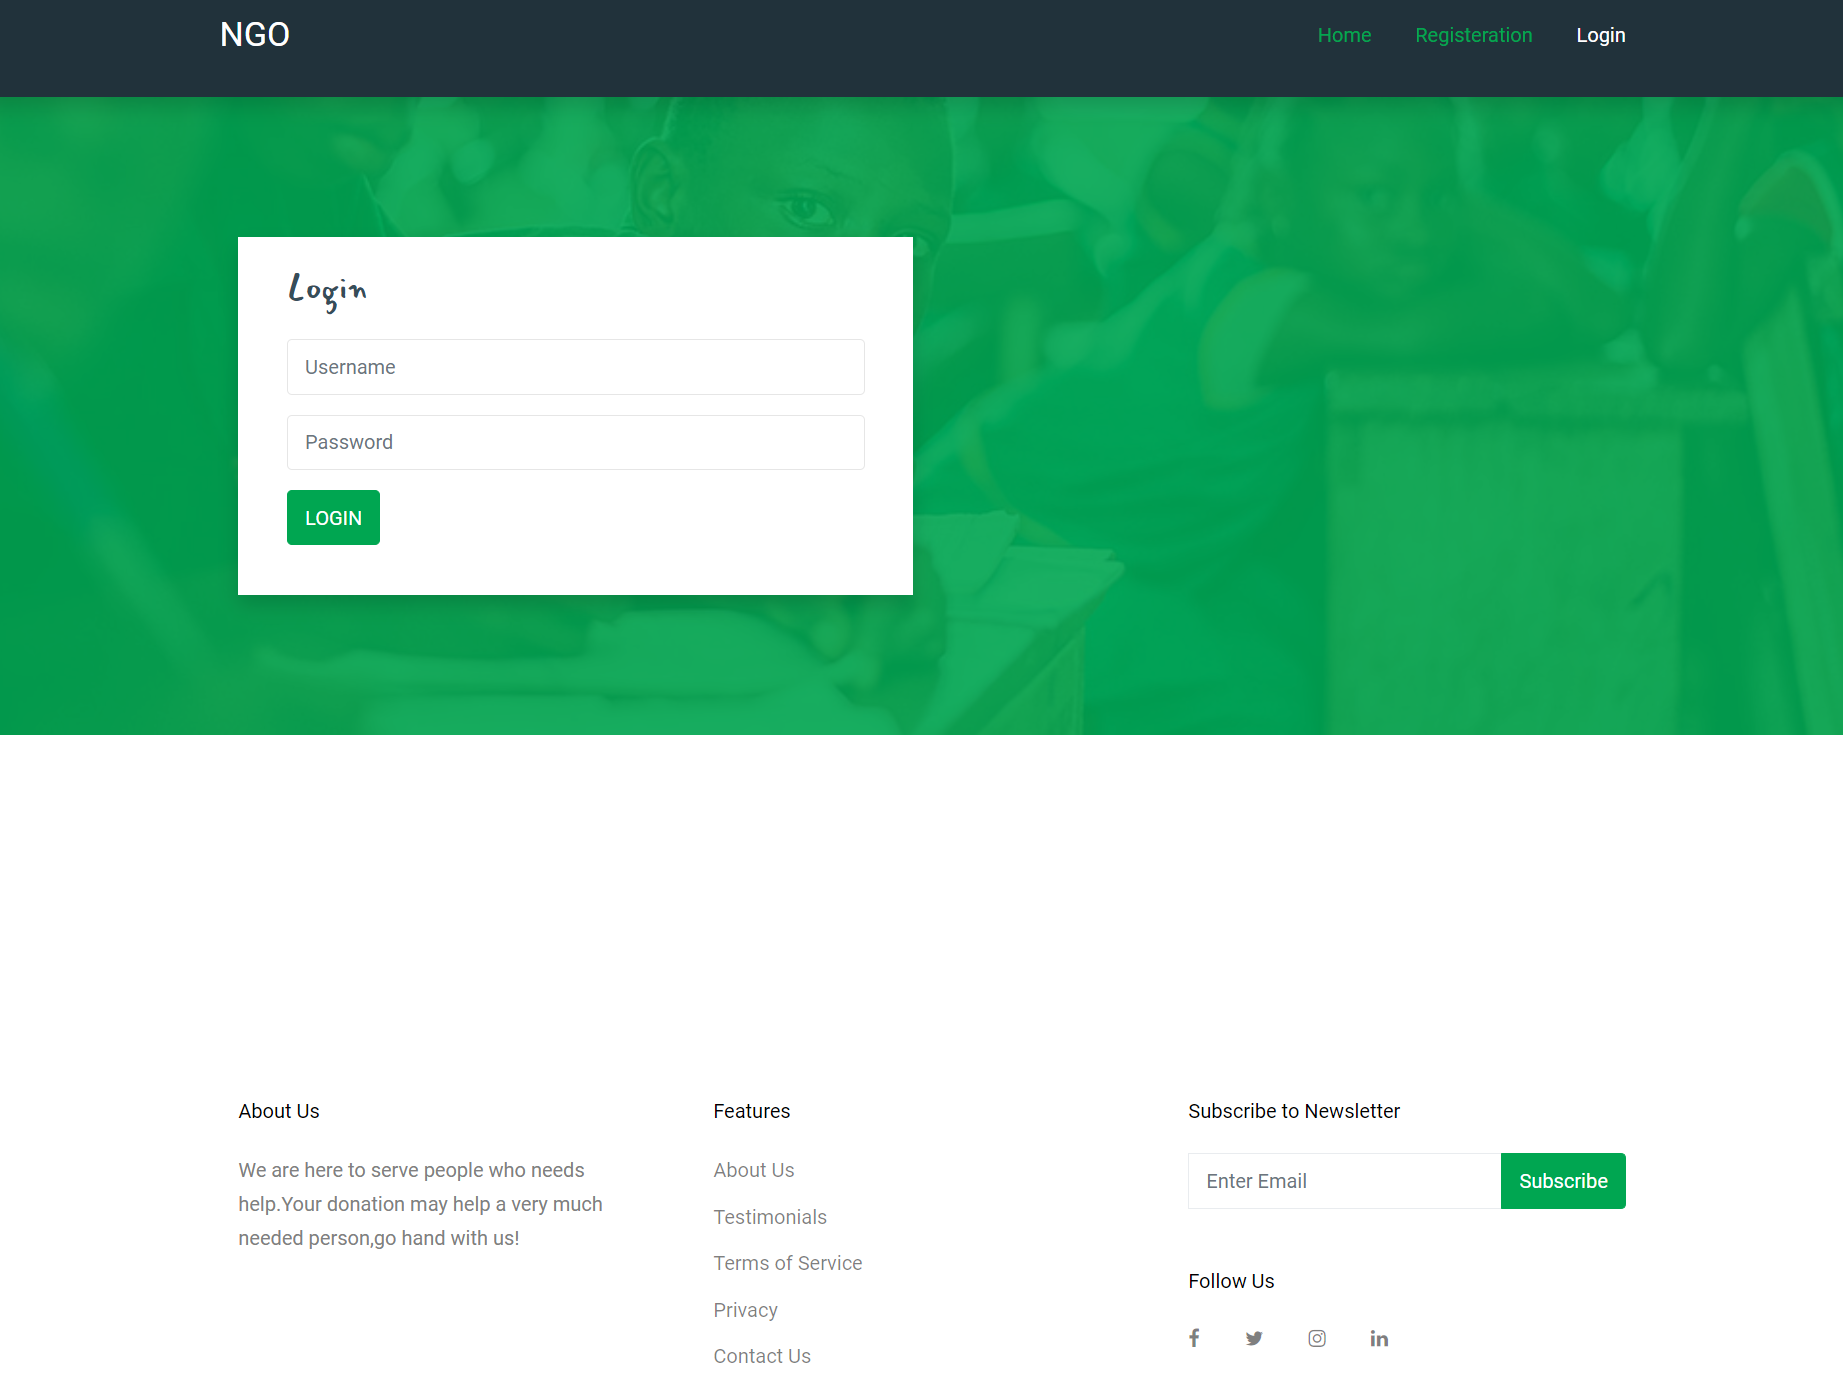 NGO
Home
Registeration
Login
Login
Username
Password
LOGIN
About Us
We are here to serve people who needs
help.Your donation may help a very much
needed person,go hand with us!
Features
About Us
Testimonials
Terms of Service
Privacy
Contact Us
Subscribe to Newsletter
Enter Email
Subscribe
Follow Us